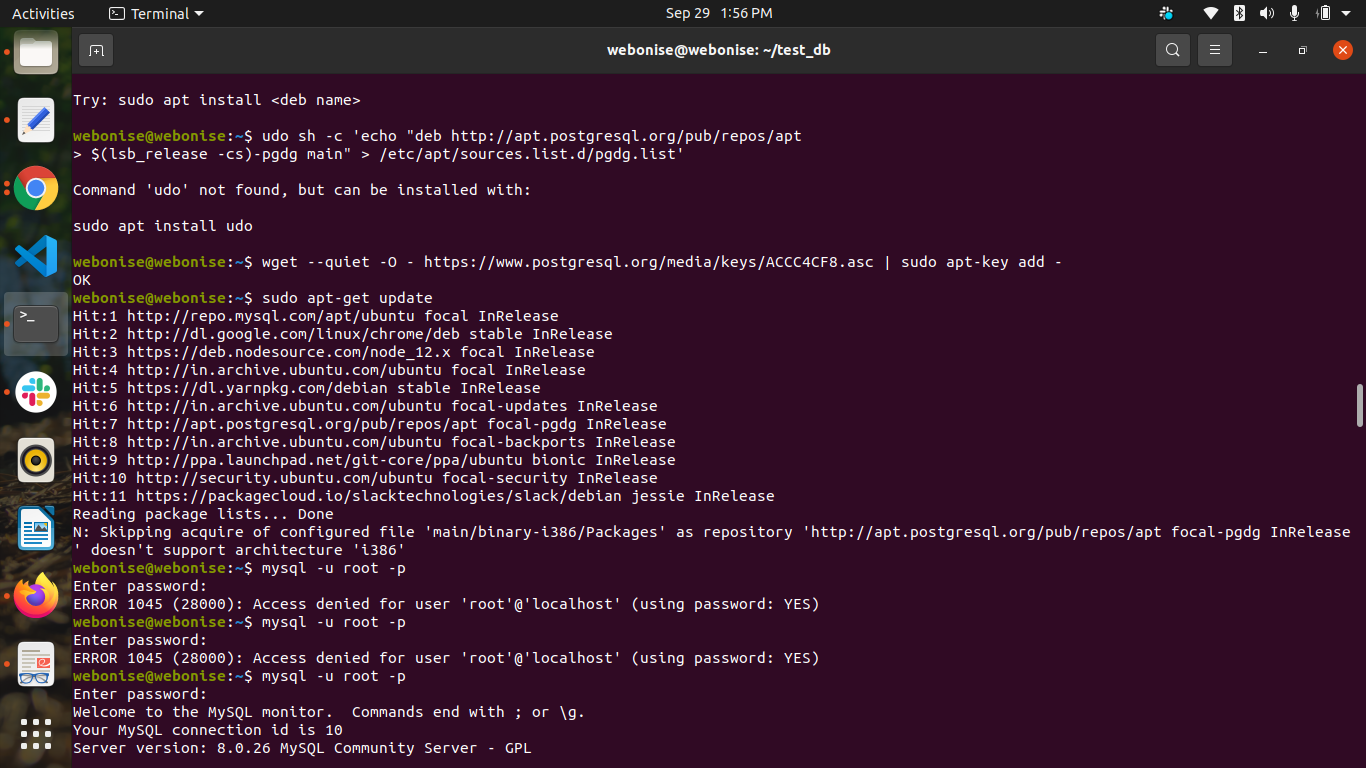 Activities Terminal Sep 29 1:56 PM
webonise@webonise: ~/test_db
Try: sudo apt install <deb name>
webonise@webonise:~$ udo sh -c 'echo "deb http://apt.postgresql.org/pub/repos/apt
> $(lsb_release -cs)-pgdg main" > /etc/apt/sources.list.d/pgdg.list'
Command 'udo' not found, but can be installed with:
sudo apt install udo
webonise@webonise:~$ wget --quiet -O - https://www.postgresql.org/media/keys/ACCC4CF8.asc | sudo apt-key add -
OK
webonise@webonise:~$ sudo apt-get update
Hit:1 http://repo.mysql.com/apt/ubuntu focal InRelease
Hit:2 http://dl.google.com/linux/chrome/deb stable InRelease
Hit:3 https://deb.nodesource.com/node_12.x focal InRelease
Hit:4 http://in.archive.ubuntu.com/ubuntu focal InRelease
Hit:5 https://dl.yarnpkg.com/debian stable InRelease
Hit:6 http://in.archive.ubuntu.com/ubuntu focal-updates InRelease
Hit:7 http://apt.postgresql.org/pub/repos/apt focal-pgdg InRelease
Hit:8 http://in.archive.ubuntu.com/ubuntu focal-backports InRelease
Hit:9 http://ppa.launchpad.net/git-core/ppa/ubuntu bionic InRelease
Hit:10 http://security.ubuntu.com/ubuntu focal-security InRelease
Hit:11 https://packagecloud.io/slacktechnologies/slack/debian jessie InRelease
Reading package lists... Done
N: Skipping acquire of configured file 'main/binary-i386/Packages' as repository 'http://apt.postgresql.org/pub/repos/apt focal-pgdg InRelease
' doesn't support architecture 'i386'
webonise@webonise:~$ mysql -u root -p
Enter password:
ERROR 1045 (28000): Access denied for user 'root'@'localhost' (using password: YES)
webonise@webonise:~$ mysql -u root -p
Enter password:
ERROR 1045 (28000): Access denied for user 'root'@'localhost' (using password: YES)
webonise@webonise:~$ mysql -u root -p
Enter password:
Welcome to the MySQL monitor.  Commands end with ; or \g.
Your MySQL connection id is 10
Server version: 8.0.26 MySQL Community Server - GPL